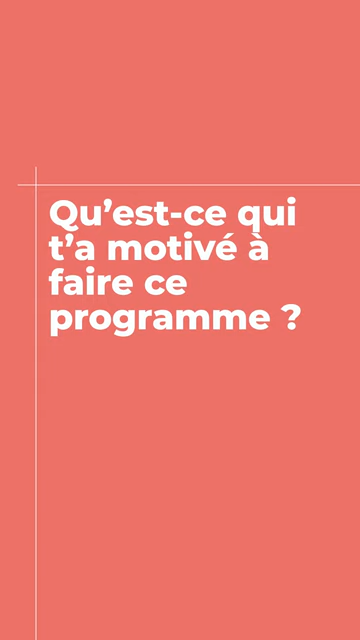 Qu’est-ce qui
t’a motivé à
faire ce
programme ?